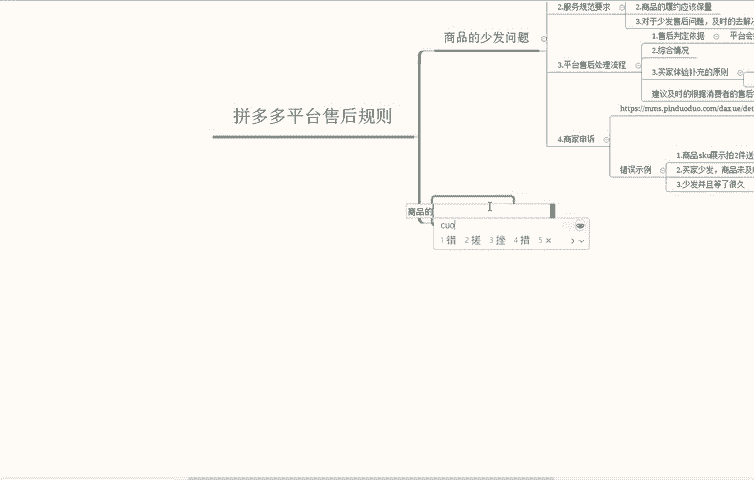 2.服务规范要求
2.商品的履约应该保量
3.对于少发售后问题，及时的去解
商品的少发问题
1.售后判定依据
平台会
2.综合情况
3.平台售后处理流程
3.买家体验补充的原则
建议及时的根据消费者的售后
https://mms.pinduoduo.com/daxue/det
拼多多平台售后规则
4.商家申诉
1.商品sku展示拍2件送
错误示例
2.买家少发，商品未及
3.少发并且等了很久
商品的
cuo
1 错 2 搓 3 挫 4 措 5 ×